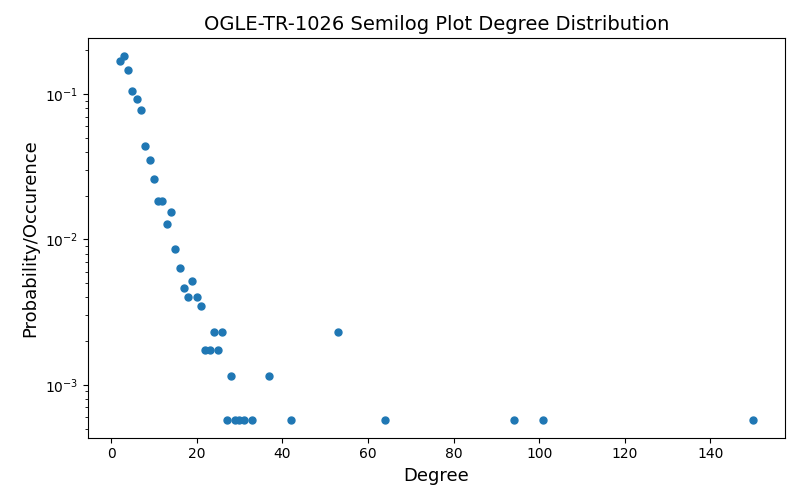 OGLE-TR-1026 Semilog Plot Degree Distribution
Probability/Occurence
10⁻¹
10⁻²
10⁻³
0 20 40 60 80 100 120 140
Degree